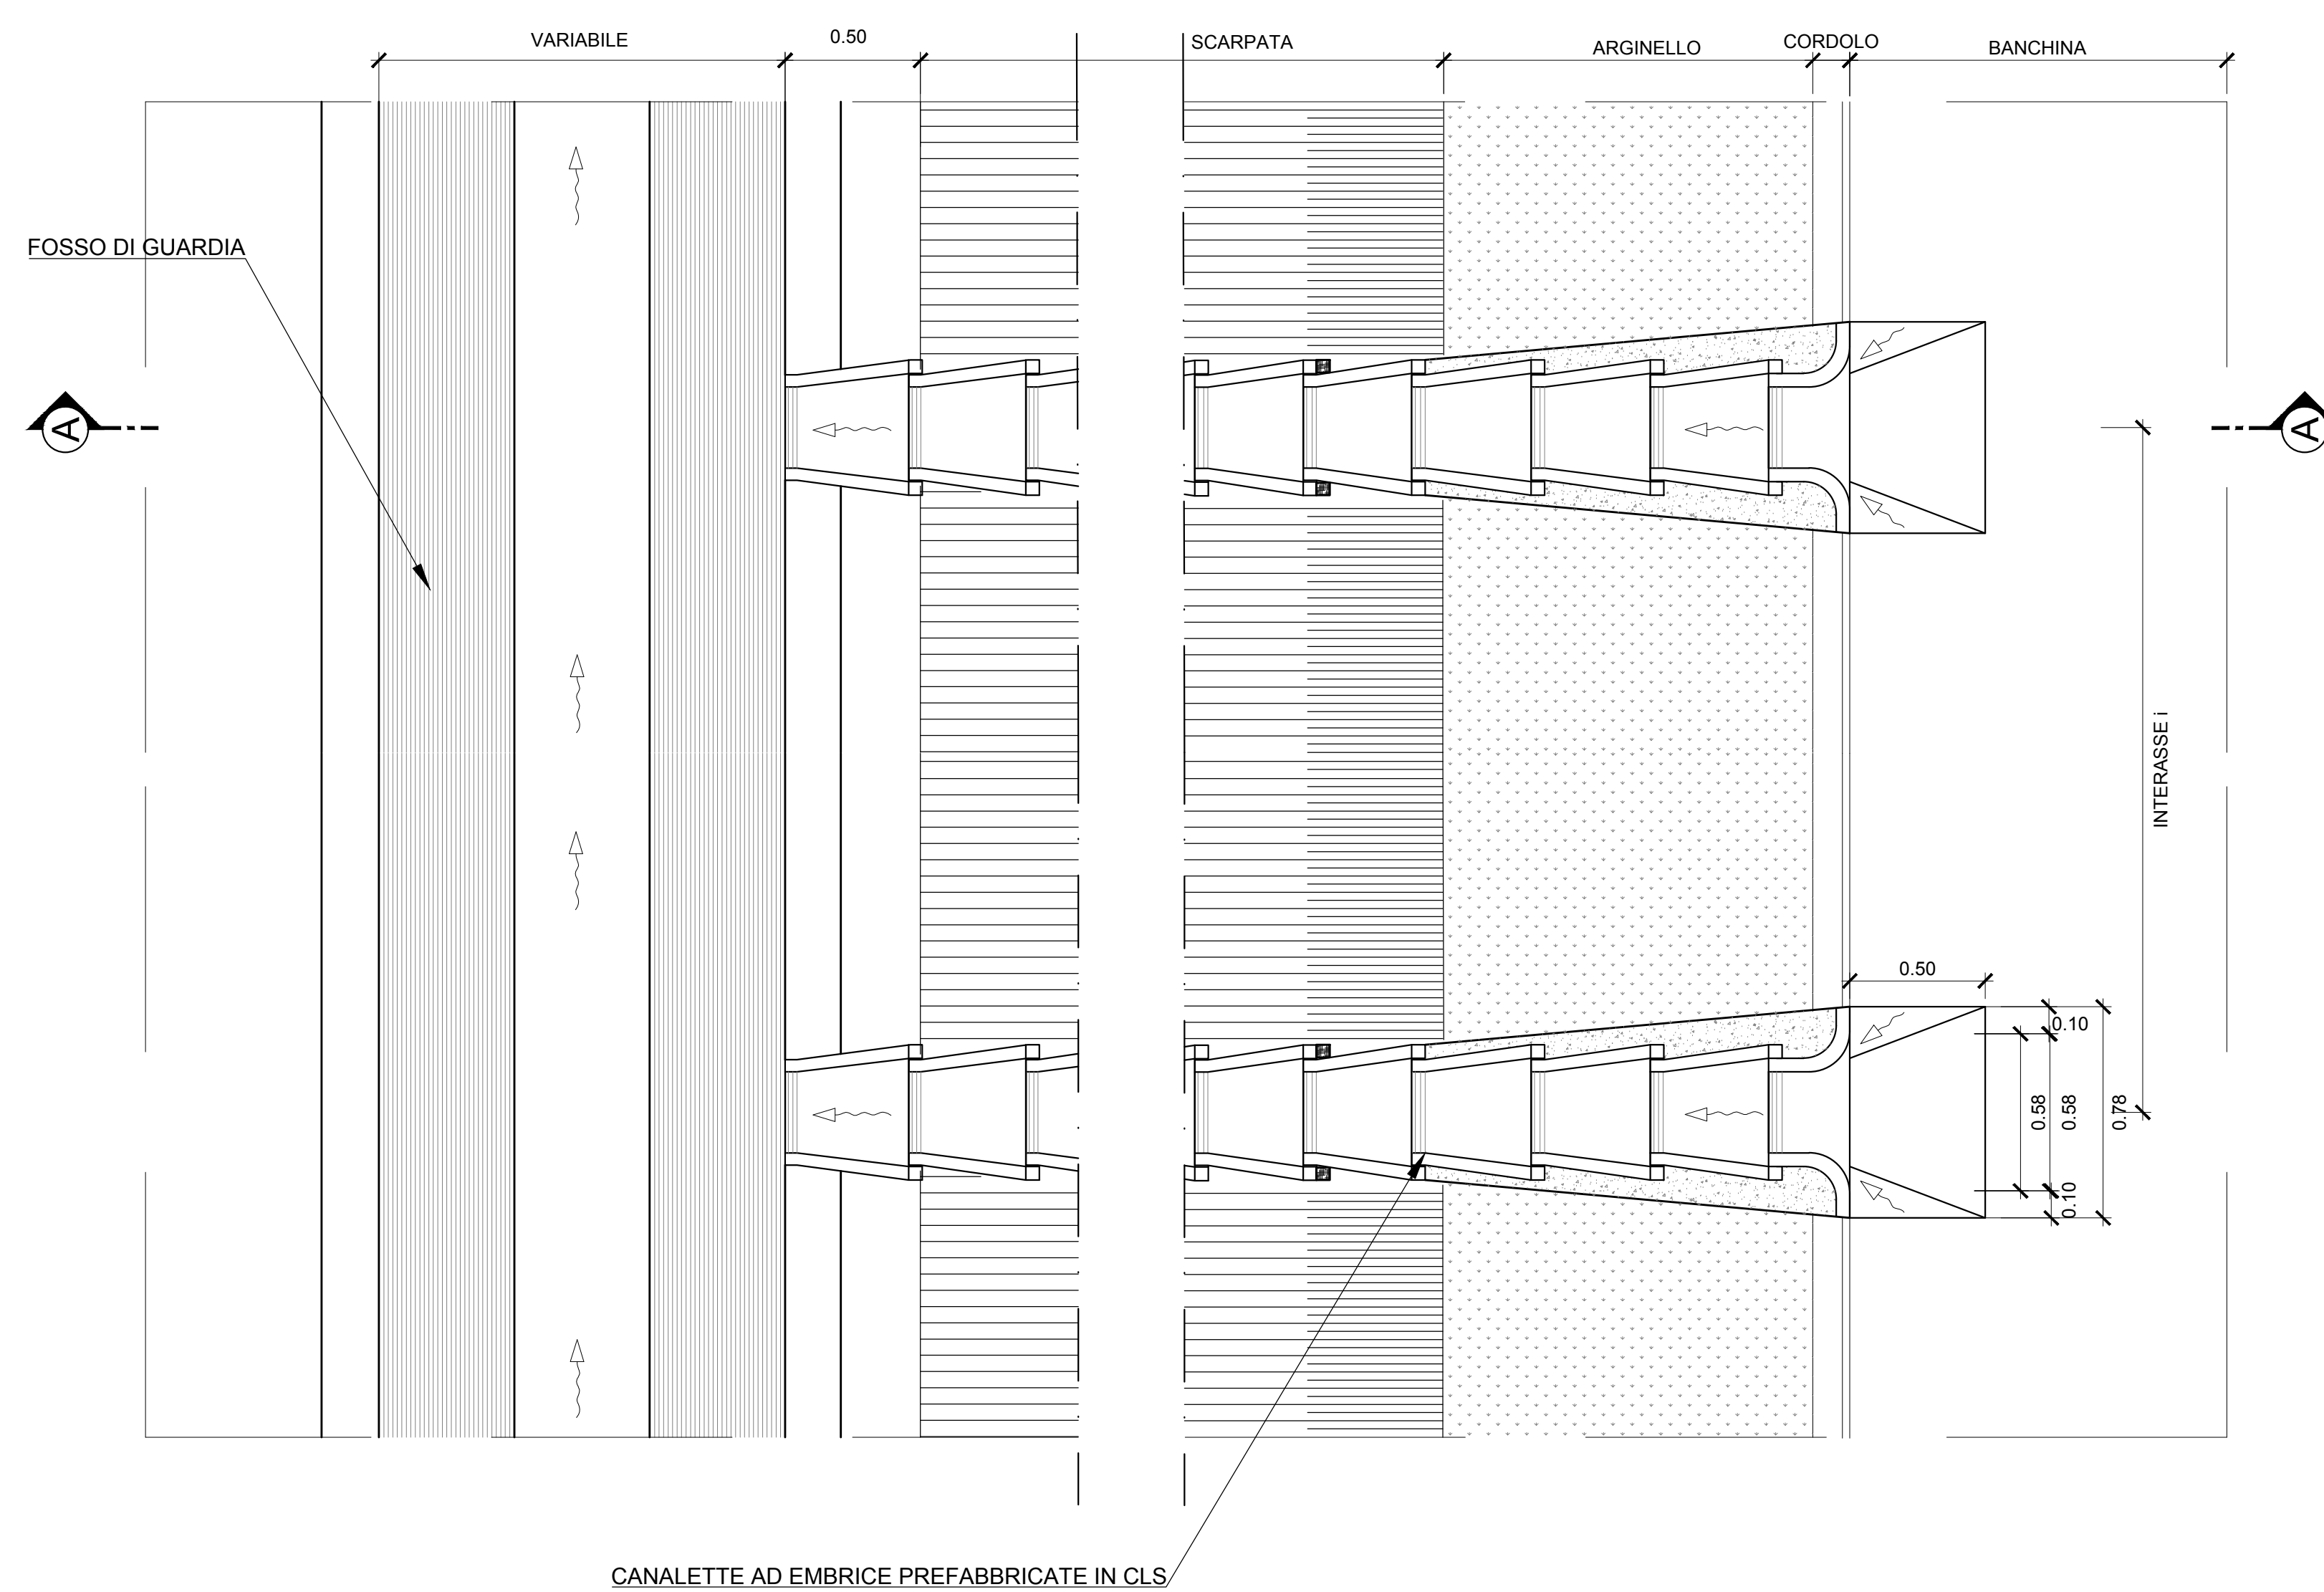 VARIABILE
0.50
SCARPATA
ARGINELLO
CORDOLO
BANCHINA
FOSSO DI GUARDIA
A
A
INTERASSE i
0.50
0.10
0.58
0.58
0.78
0.10
CANALETTE AD EMBRICE PREFABBRICATE IN CLS